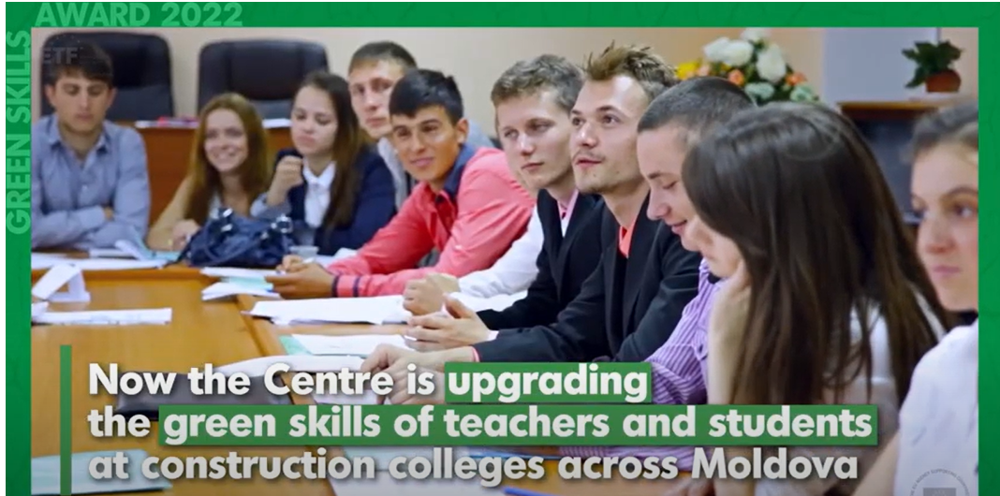 AWARD 2022
GREEN SKILLS
ETF
Now the Centre is upgrading
the green skills of teachers and students
at construction colleges across Moldova